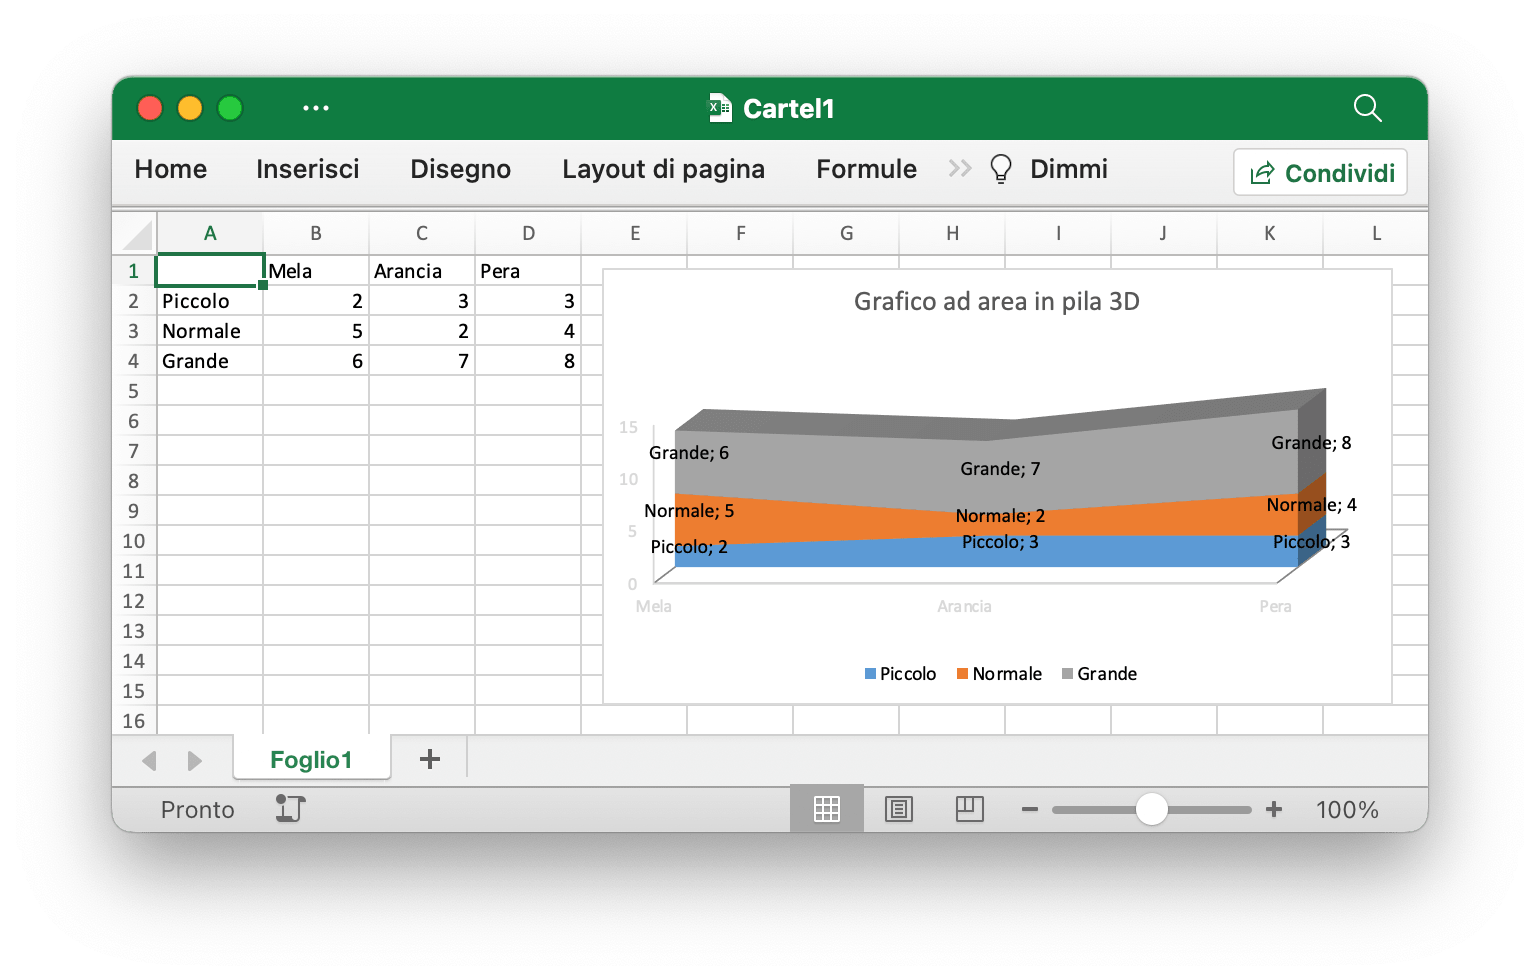 Cartel1
Home Inserisci Disegno Layout di pagina Formule Dimmi Condividi
A B C D E F G H I J K L
1 Mela Arancia Pera
2 Piccolo 2 3 3
3 Normale 5 2 4
4 Grande 6 7 8
5
6
7
8
9
10
11
12
13
14
15
16
Grafico ad area in pila 3D
15
10
5
0
Grande; 6 Grande; 7 Grande; 8
Normale; 5 Normale; 2 Normale; 4
Piccolo; 2 Piccolo; 3 Piccolo; 3
Mela Arancia Pera
Piccolo Normale Grande
Foglio1 +
Pronto 100%